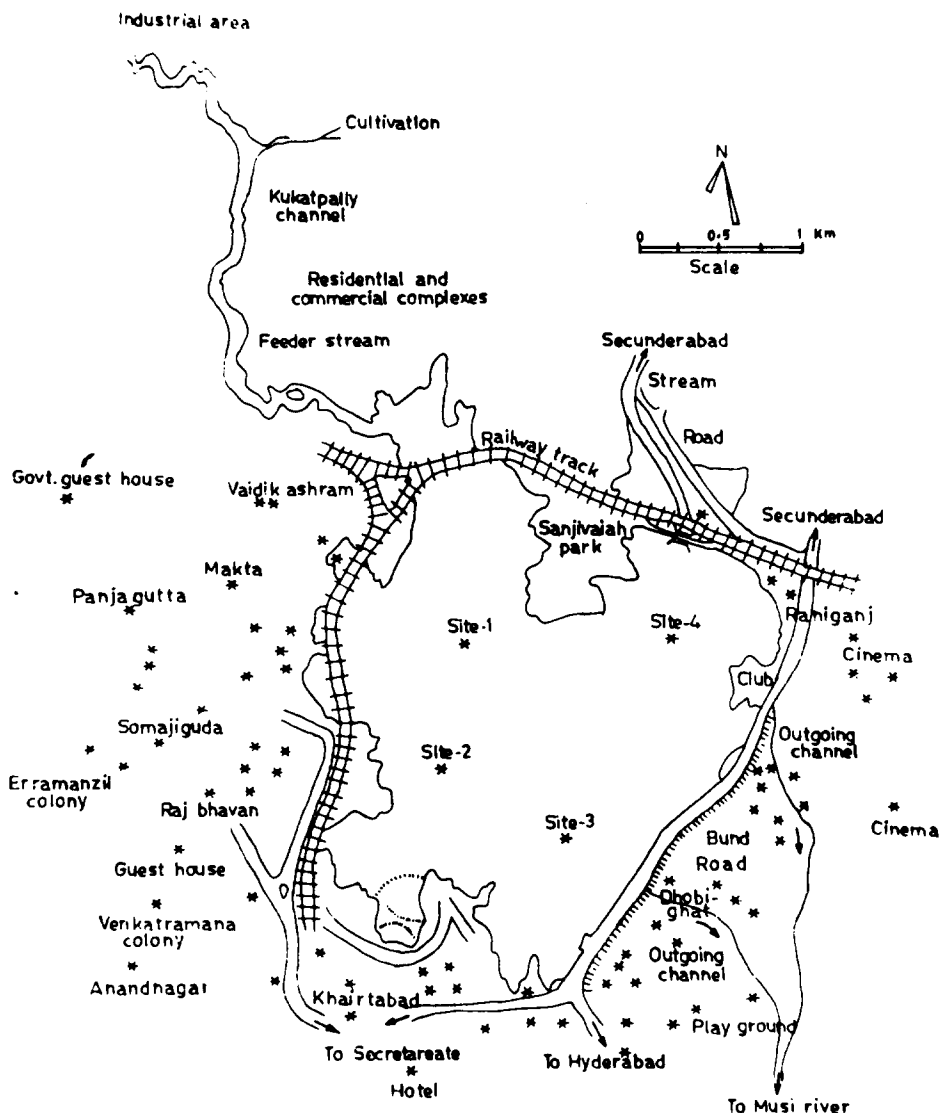 Industrial area
Cultivation
N
Kukatpally
channel
0 0.5 1 Km
Scale
Residential and
commercial complexes
Feeder stream
Secunderabad
Stream
Road
Railway track
Govt. guest house
Vaidik ashram
Secunderabad
Sanjivaiah
park
Makta
Panjagutta
Raniganj
Site-1
Site-4
Cinema
Club
Somajiguda
Outgoing
channel
Site-2
Erramanzil
colony
Raj bhavan
Site-3
Cinema
Bund
Road
Guest house
Dhobi-
ghat
Venkatramana
colony
Outgoing
channel
Anandnagar
Khairtabad
Play ground
To Secretareate
To Hyderabad
Hotel
To Musi river